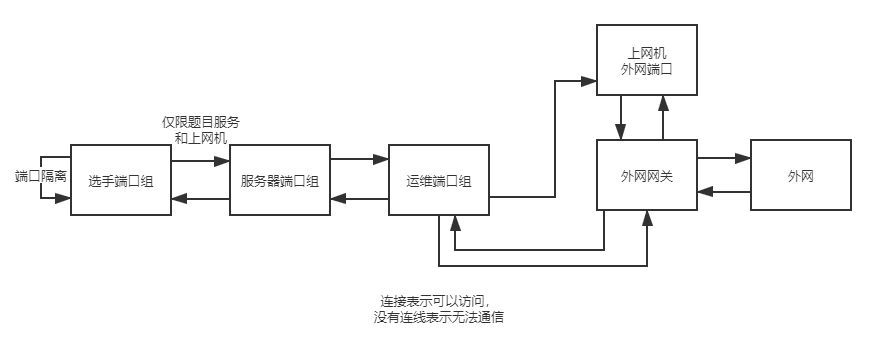 上网机
外网端口
仅限题目服务
和上网机
端口隔离
选手端口组
服务器端口组
运维端口组
外网网关
外网
连接表示可以访问，
没有连线表示无法通信